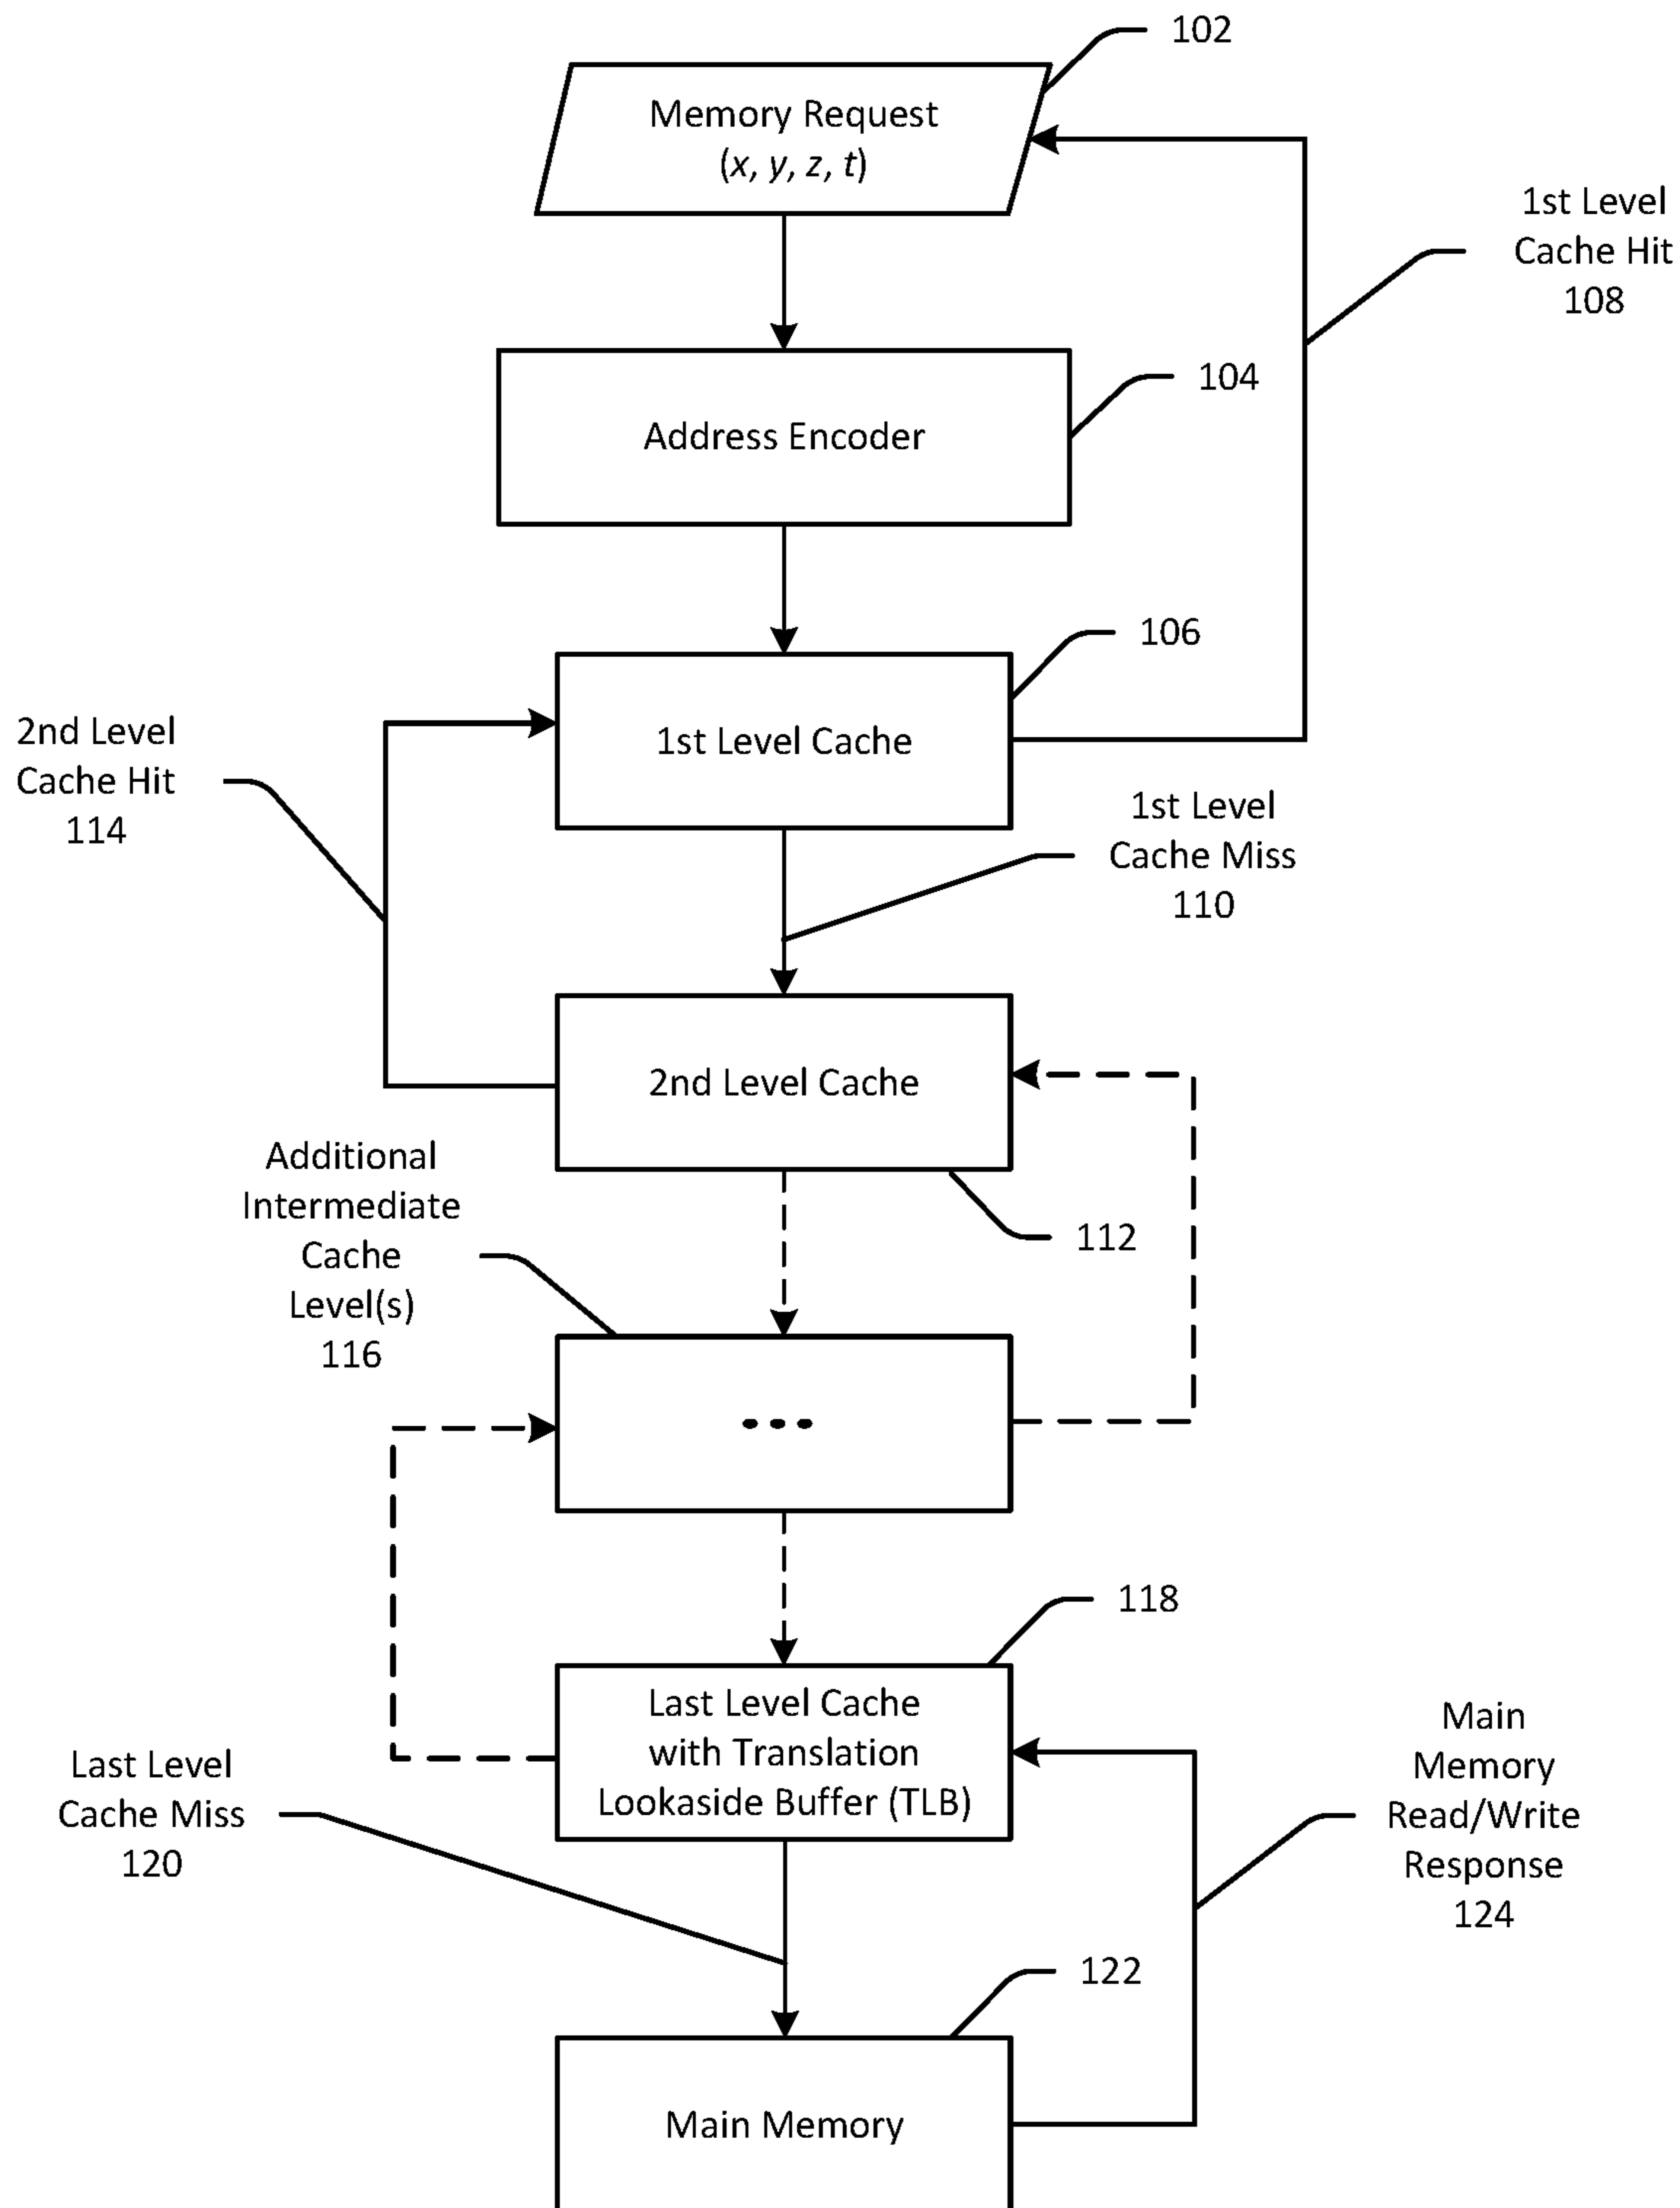 102
Memory Request
(x, y, z, t)
1st Level
Cache Hit
108
104
Address Encoder
106
1st Level Cache
2nd Level
Cache Hit
114
1st Level
Cache Miss
110
2nd Level Cache
112
Additional
Intermediate
Cache
Level(s)
116
...
118
Last Level Cache
with Translation
Lookaside Buffer (TLB)
Last Level
Cache Miss
120
Main
Memory
Read/Write
Response
124
122
Main Memory